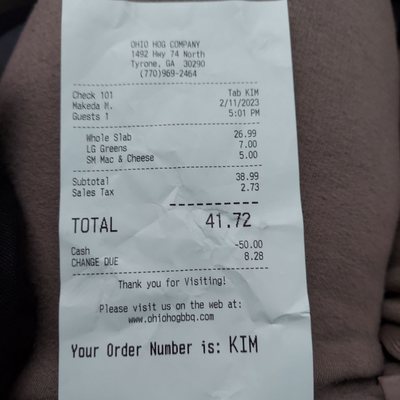 OHIO HOG COMPANY
1492 Hwy 74 North
Tyrone, GA 30290
(770)969-2464
Check 101 Tab KIM
Makeda M. 2/11/2023
Guests 1 5:01 PM
Whole Slab 26.99
LG Greens 7.00
SM Mac & Cheese 5.00
Subtotal 38.99
Sales Tax 2.73
TOTAL 41.72
Cash -50.00
CHANGE DUE 8.28
Thank you for Visiting!
Please visit us on the web at:
www.ohiohogbbq.com
Your Order Number is: KIM